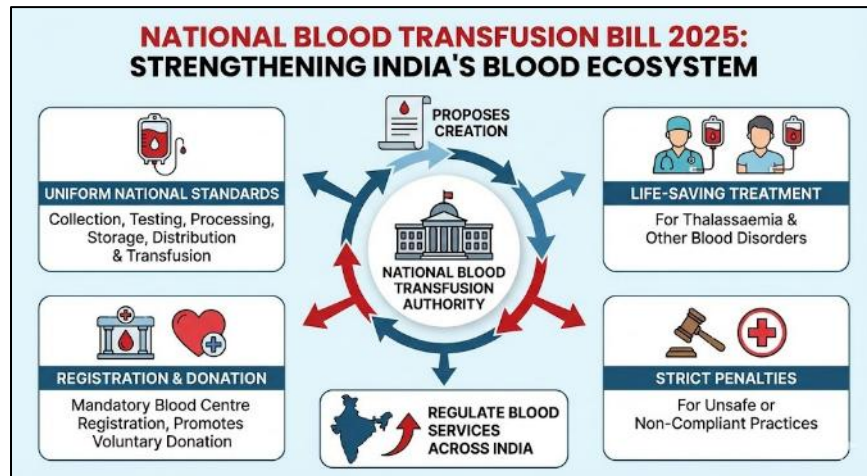 NATIONAL BLOOD TRANSFUSION BILL 2025:
STRENGTHENING INDIA'S BLOOD ECOSYSTEM
PROPOSES
CREATION
UNIFORM NATIONAL STANDARDS
Collection, Testing, Processing,
Storage, Distribution
& Transfusion
LIFE-SAVING TREATMENT
For Thalassaemia &
Other Blood Disorders
NATIONAL BLOOD
TRANSFUSION
AUTHORITY
REGISTRATION & DONATION
Mandatory Blood Centre
Registration, Promotes
Voluntary Donation
STRICT PENALTIES
For Unsafe or
Non-Compliant Practices
REGULATE BLOOD
SERVICES
ACROSS INDIA